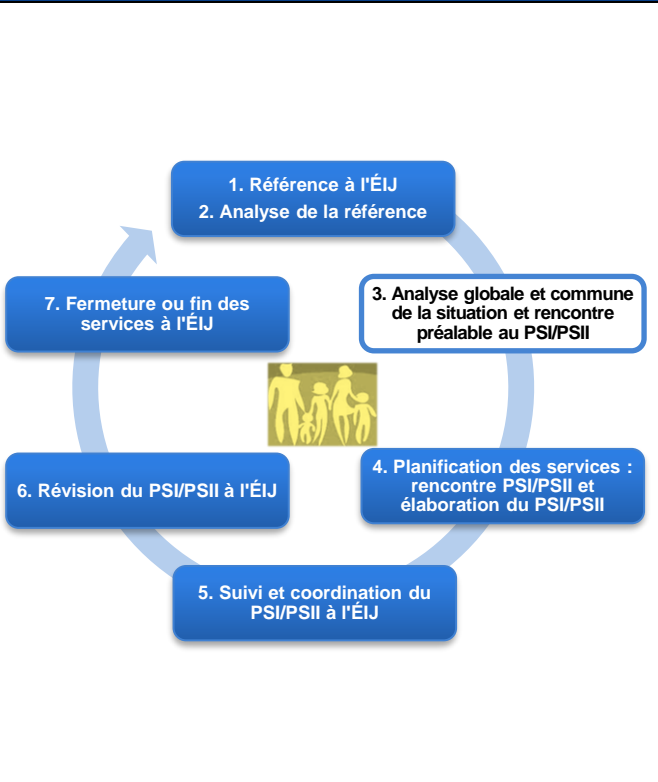 1. Référence à l'ÉIJ
2. Analyse de la référence
3. Analyse globale et commune
de la situation et rencontre
préalable au PSI/PSII
4. Planification des services :
rencontre PSI/PSII et
élaboration du PSI/PSII
5. Suivi et coordination du
PSI/PSII à l'ÉIJ
6. Révision du PSI/PSII à l'ÉIJ
7. Fermeture ou fin des
services à l'ÉIJ